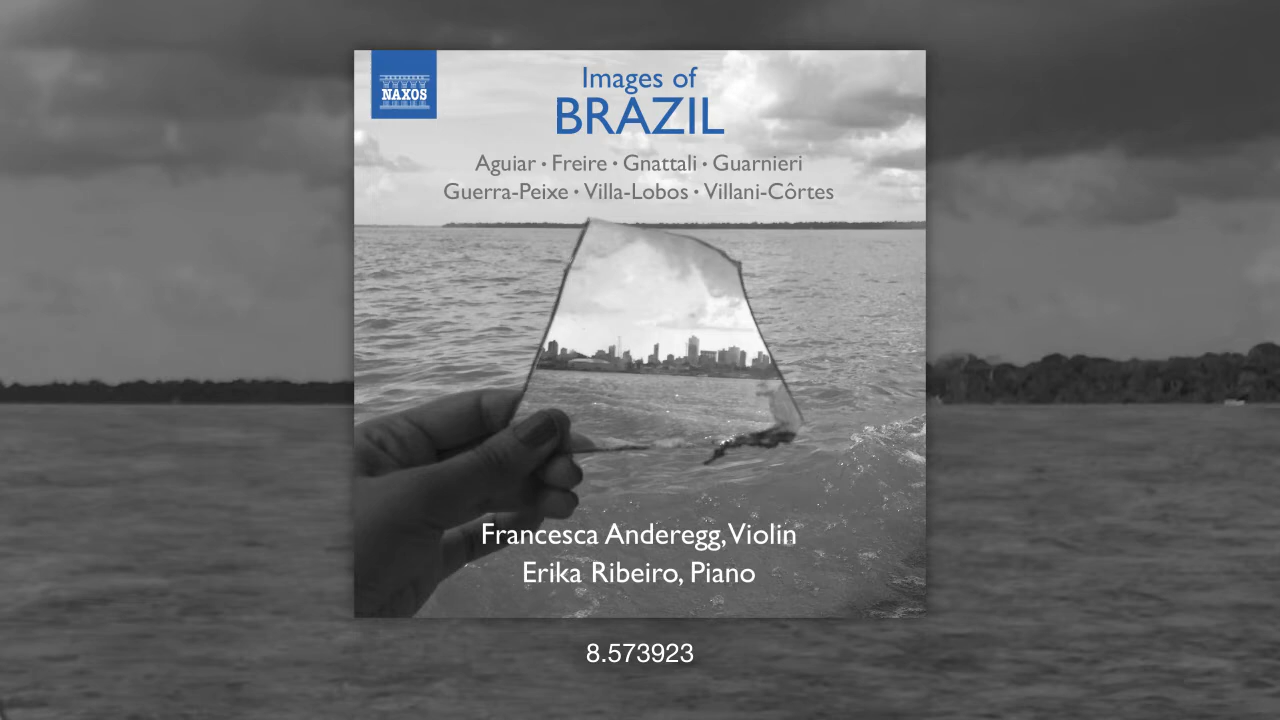 NAXOS
Images of
BRAZIL
Aguiar • Freire • Gnattali • Guarnieri
Guerra-Peixe • Villa-Lobos • Villani-Côrtes
Francesca Anderegg, Violin
Erika Ribeiro, Piano
8.573923